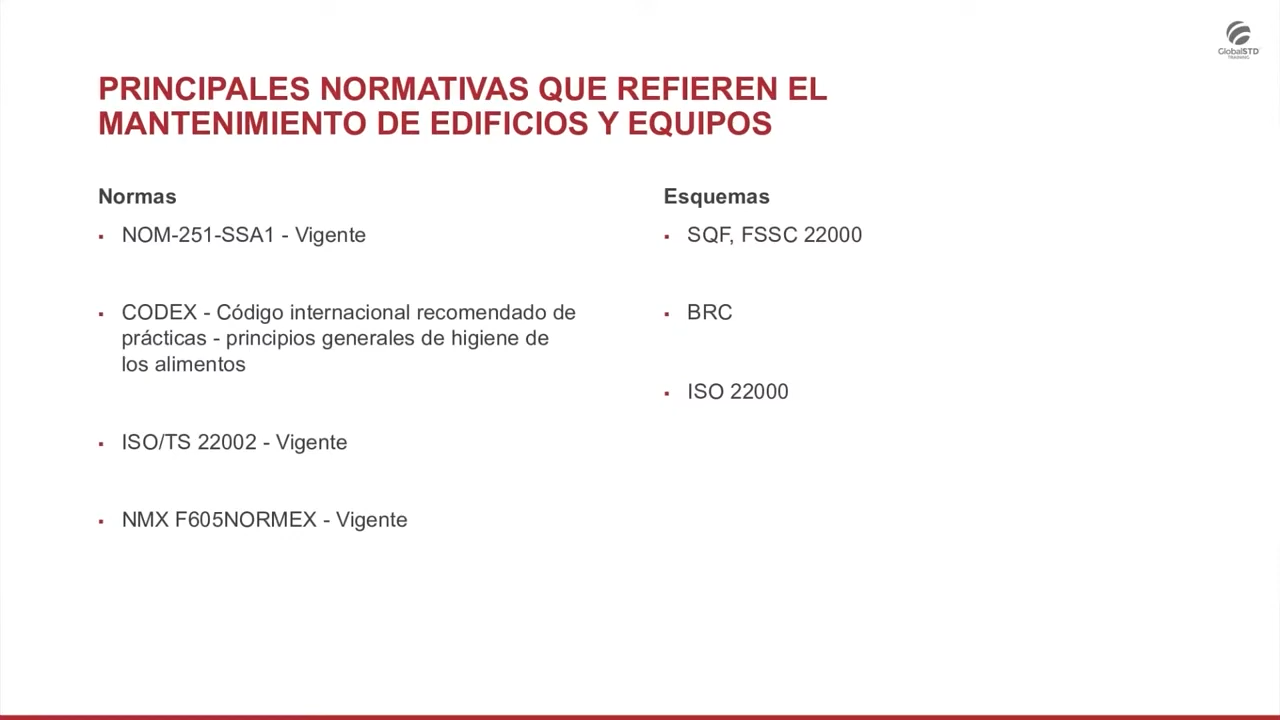 GlobalSTD
TRAINING
PRINCIPALES NORMATIVAS QUE REFIEREN EL
MANTENIMIENTO DE EDIFICIOS Y EQUIPOS
Normas
▪ NOM-251-SSA1 - Vigente
▪ CODEX - Código internacional recomendado de
prácticas - principios generales de higiene de
los alimentos
▪ ISO/TS 22002 - Vigente
▪ NMX F605NORMEX - Vigente
Esquemas
▪ SQF, FSSC 22000
▪ BRC
▪ ISO 22000